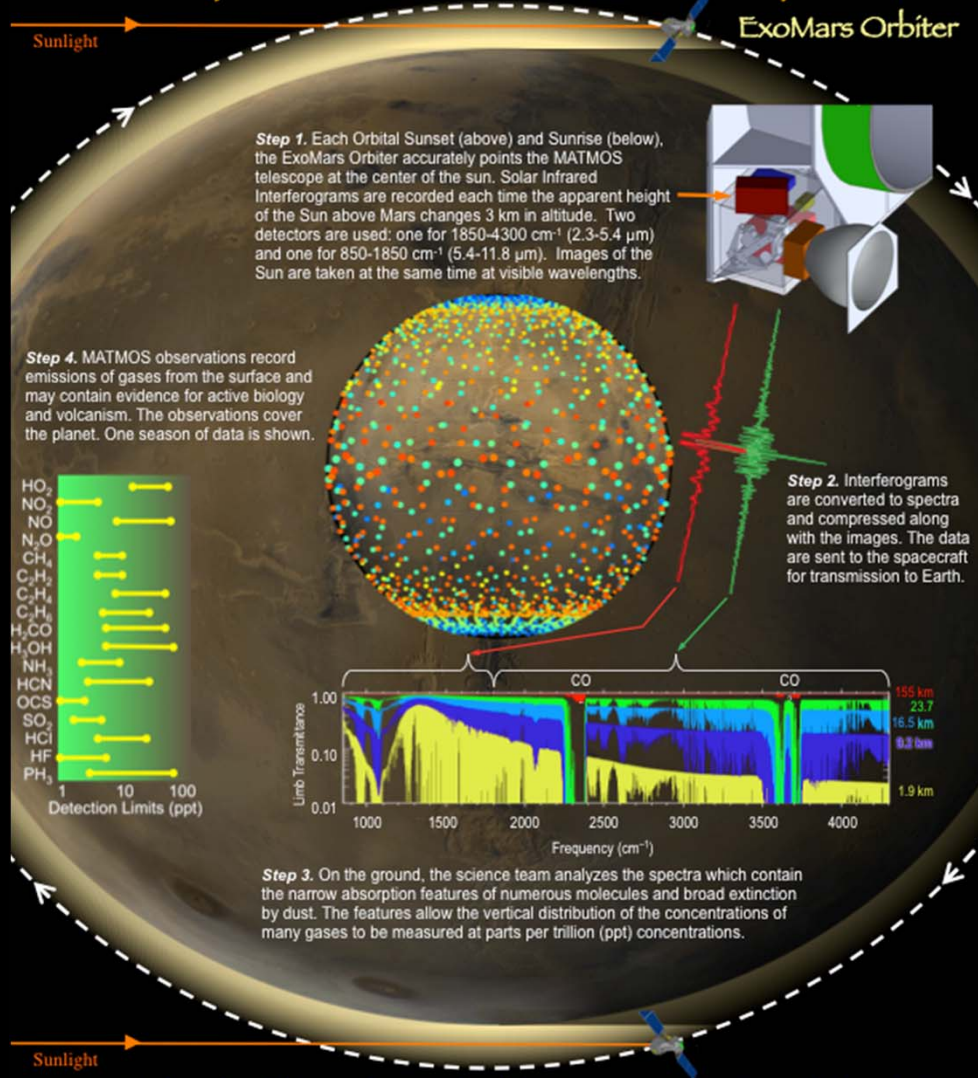 Sunlight
ExoMars Orbiter
Step 1. Each Orbital Sunset (above) and Sunrise (below),
the ExoMars Orbiter accurately points the MATMOS
telescope at the center of the sun. Solar Infrared
Interferograms are recorded each time the apparent height
of the Sun above Mars changes 3 km in altitude. Two
detectors are used: one for 1850-4300 cm⁻¹ (2.3-5.4 µm)
and one for 850-1850 cm⁻¹ (5.4-11.8 µm). Images of the
Sun are taken at the same time at visible wavelengths.
Step 4. MATMOS observations record
emissions of gases from the surface and
may contain evidence for active biology
and volcanism. The observations cover
the planet. One season of data is shown.
HO₂
NO₂
NO
N₂O
CH₄
C₂H₂
C₂H₄
C₂H₆
H₂CO
H₃OH
NH₃
HCN
OCS
SO₂
HCl
HF
PH₃
1 10 100
Detection Limits (ppt)
Step 2. Interferograms
are converted to spectra
and compressed along
with the images. The data
are sent to the spacecraft
for transmission to Earth.
CO CO
1.00
0.10
0.01
Limb Transmittance
155 km
23.7
16.5 km
9.2 km
1.9 km
1000 1500 2000 2500 3000 3500 4000
Frequency (cm⁻¹)
Step 3. On the ground, the science team analyzes the spectra which contain
the narrow absorption features of numerous molecules and broad extinction
by dust. The features allow the vertical distribution of the concentrations of
many gases to be measured at parts per trillion (ppt) concentrations.
Sunlight